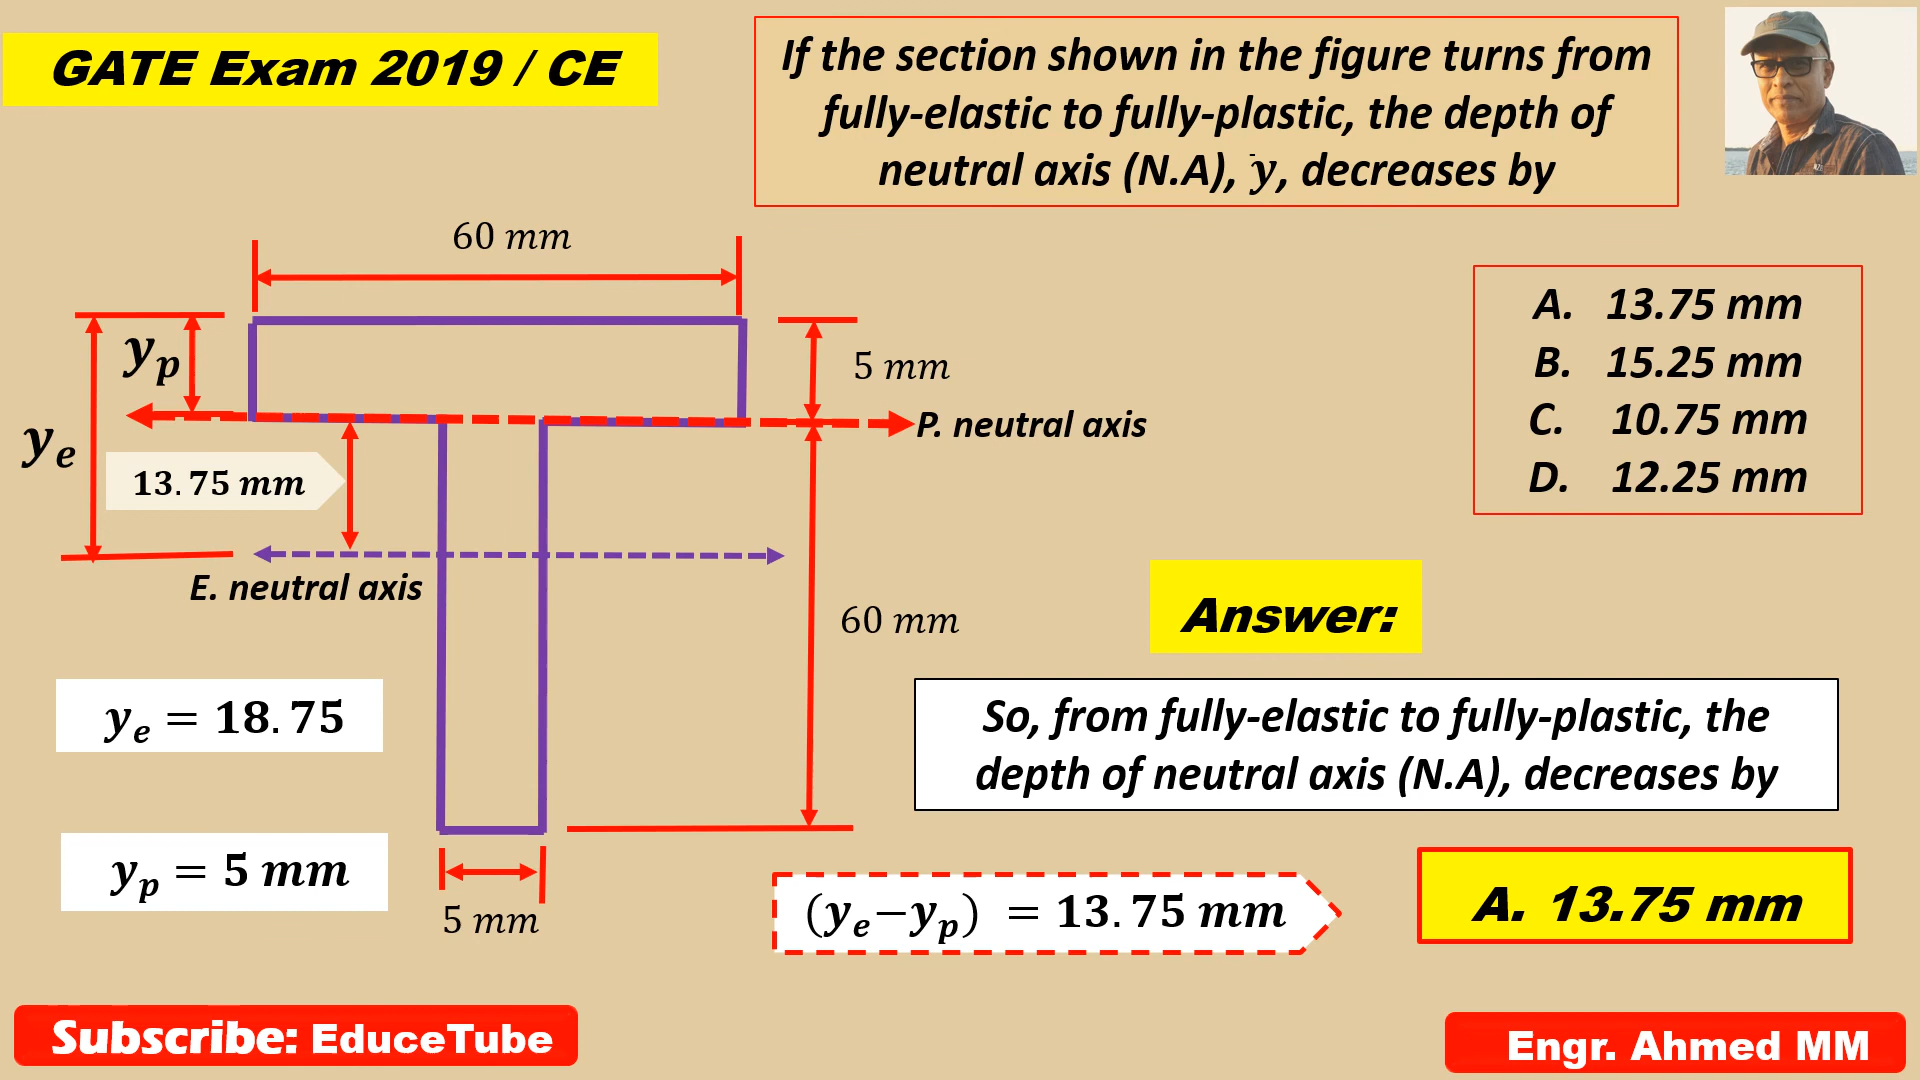 GATE Exam 2019 / CE
If the section shown in the figure turns from
fully-elastic to fully-plastic, the depth of
neutral axis (N.A), ȳ, decreases by
60 mm
A. 13.75 mm
B. 15.25 mm
C. 10.75 mm
D. 12.25 mm
yₚ
5 mm
P. neutral axis
yₑ
13.75 mm
E. neutral axis
60 mm
Answer:
yₑ = 18.75
So, from fully-elastic to fully-plastic, the
depth of neutral axis (N.A), decreases by
yₚ = 5 mm
5 mm
(yₑ−yₚ) = 13.75 mm
A. 13.75 mm
Subscribe: EduceTube
Engr. Ahmed MM